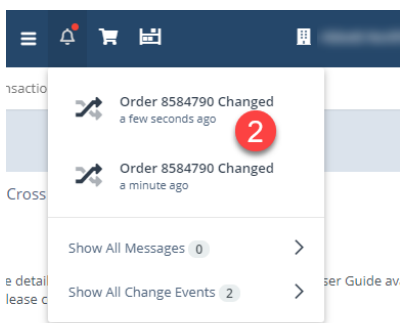 nsactio
Order 8584790 Changed
a few seconds ago
2
Order 8584790 Changed
a minute ago
Cross
Show All Messages 0
e detail
ser Guide ava
Show All Change Events 2
lease c